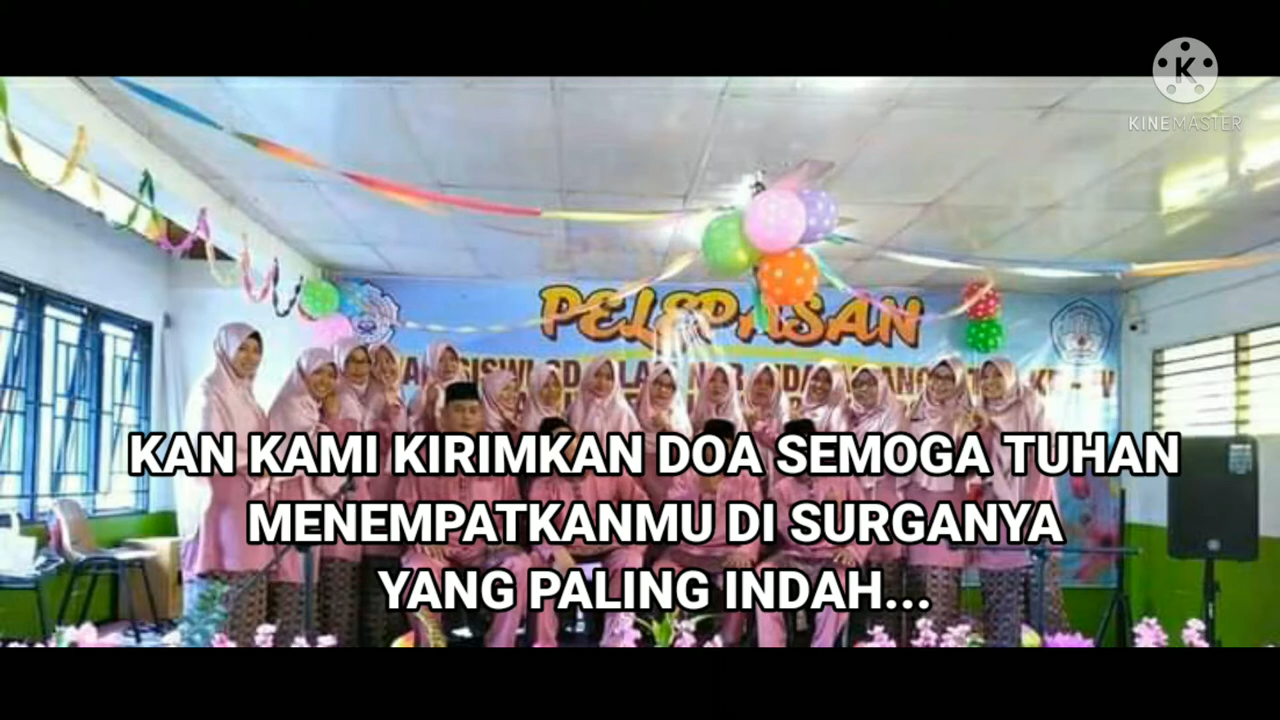 KINEMASTER
PELEPASAN
KAN KAMI KIRIMKAN DOA SEMOGA TUHAN
MENEMPATKANMU DI SURGANYA
YANG PALING INDAH...